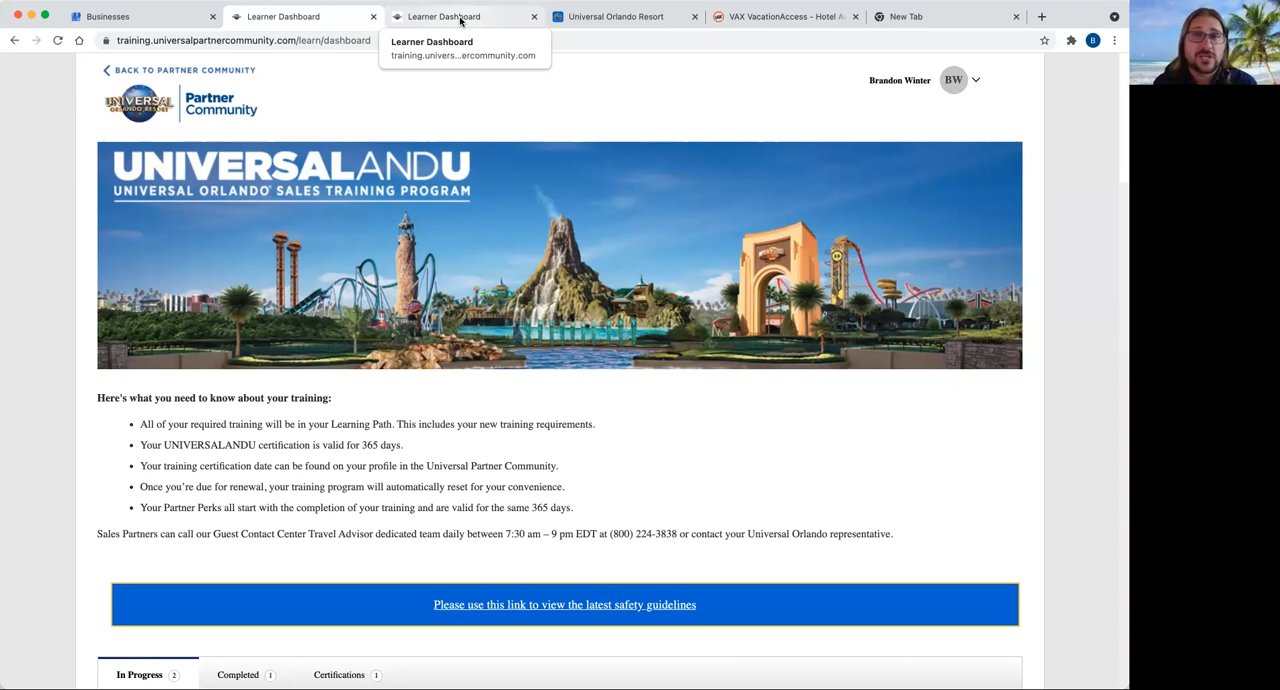 Businesses
Learner Dashboard
Learner Dashboard
Universal Orlando Resort
VAX VacationAccess - Hotel A
New Tab
training.universalpartnercommunity.com/learn/dashboard
B
Learner Dashboard
training.univers...ercommunity.com
BACK TO PARTNER COMMUNITY
UNIVERSAL
Partner
Community
Brandon Winter
BW
UNIVERSALANDU
UNIVERSAL ORLANDO® SALES TRAINING PROGRAM
Here's what you need to know about your training:
• All of your required training will be in your Learning Path. This includes your new training requirements.
• Your UNIVERSALANDU certification is valid for 365 days.
• Your training certification date can be found on your profile in the Universal Partner Community.
• Once you're due for renewal, your training program will automatically reset for your convenience.
• Your Partner Perks all start with the completion of your training and are valid for the same 365 days.
Sales Partners can call our Guest Contact Center Travel Advisor dedicated team daily between 7:30 am – 9 pm EDT at (800) 224-3838 or contact your Universal Orlando representative.
Please use this link to view the latest safety guidelines
In Progress 2
Completed 1
Certifications 1